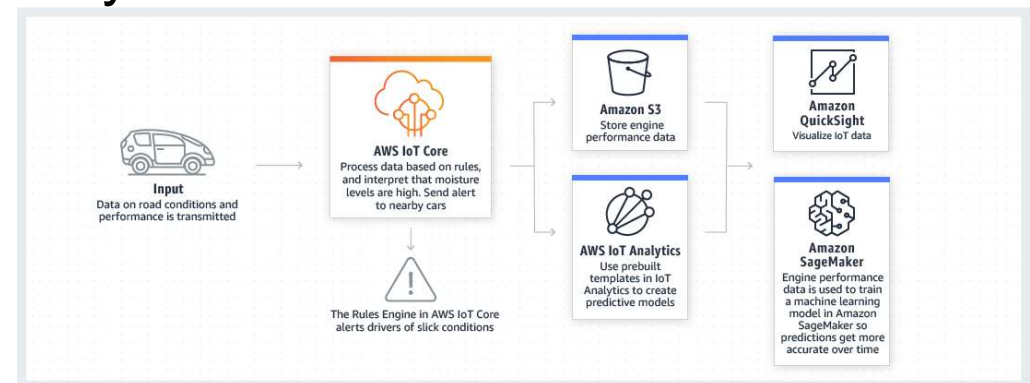 Input
Data on road conditions and
performance is transmitted
AWS IoT Core
Process data based on rules,
and interpret that moisture
levels are high. Send alert
to nearby cars
The Rules Engine in AWS IoT Core
alerts drivers of slick conditions
Amazon S3
Store engine
performance data
AWS IoT Analytics
Use prebuilt
templates in IoT
Analytics to create
predictive models
Amazon
QuickSight
Visualize IoT data
Amazon
SageMaker
Engine performance
data is used to train
a machine learning
model in Amazon
SageMaker so
predictions get more
accurate over time